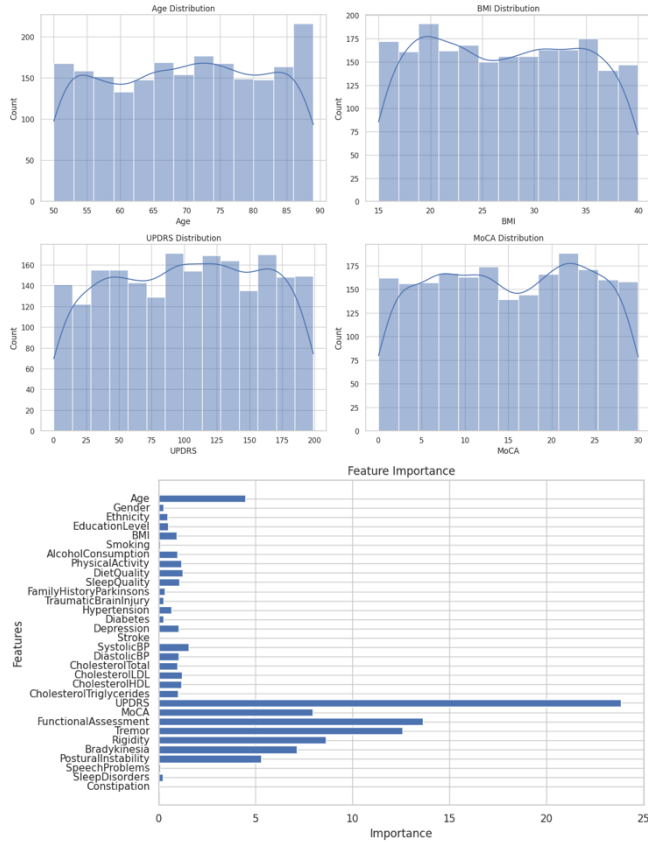 Age Distribution
200
150
100
50
0
Count
50 55 60 65 70 75 80 85 90
Age
BMI Distribution
200
175
150
125
100
75
50
25
0
Count
15 20 25 30 35 40
BMI
UPDRS Distribution
160
140
120
100
80
60
40
20
0
Count
0 25 50 75 100 125 150 175 200
UPDRS
MoCA Distribution
175
150
125
100
75
50
25
0
Count
0 5 10 15 20 25 30
MoCA
Feature Importance
Features
Age
Gender
Ethnicity
EducationLevel
BMI
Smoking
AlcoholConsumption
PhysicalActivity
DietQuality
SleepQuality
FamilyHistoryParkinsons
TraumaticBrainInjury
Hypertension
Diabetes
Depression
Stroke
SystolicBP
DiastolicBP
CholesterolTotal
CholesterolLDL
CholesterolHDL
CholesterolTriglycerides
UPDRS
MoCA
FunctionalAssessment
Tremor
Rigidity
Bradykinesia
PosturalInstability
SpeechProblems
SleepDisorders
Constipation
0 5 10 15 20 25
Importance